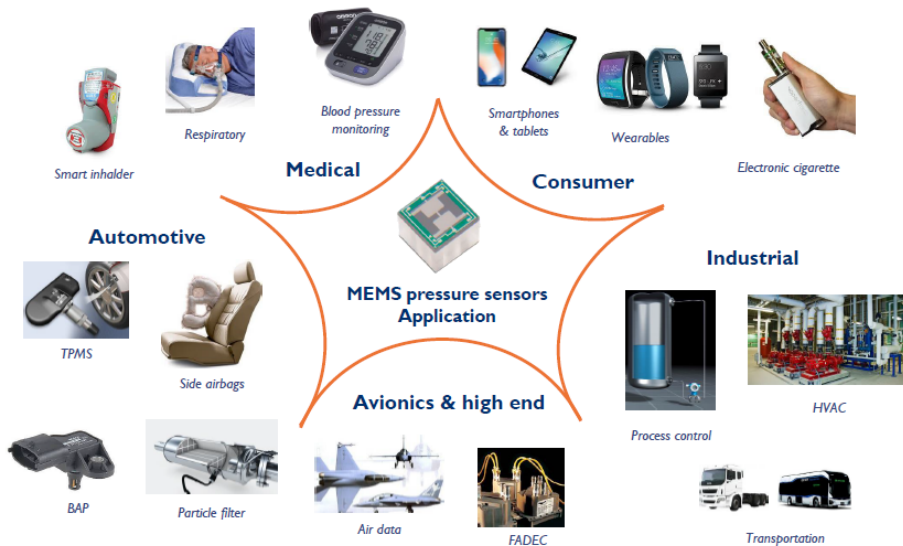 Smart inhalder
Respiratory
Blood pressure
monitoring
Smartphones
& tablets
Wearables
Electronic cigarette
Medical
Consumer
Automotive
Industrial
MEMS pressure sensors
Application
TPMS
Side airbags
Avionics & high end
Process control
HVAC
BAP
Particle filter
Air data
FADEC
Transportation